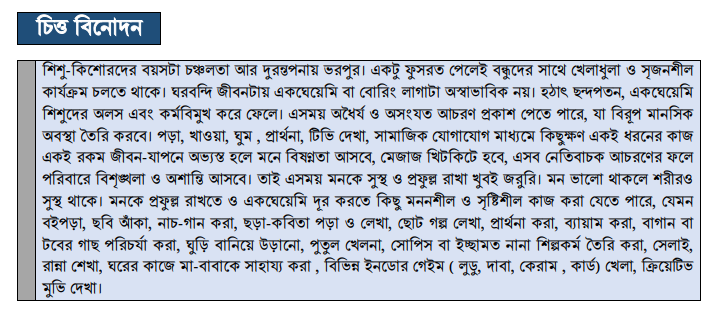 চিত্ত বিনোদন
শিশু-কিশোরদের বয়সটা চঞ্চলতা আর দুরন্তপনায় ভরপুর। একটু ফুসরত পেলেই বন্ধুদের সাথে খেলাধুলা ও সৃজনশীল
কার্যক্রম চলতে থাকে। ঘরবন্দি জীবনটায় একঘেয়েমি বা বোরিং লাগাটা অস্বাভাবিক নয়। হঠাৎ ছন্দপতন, একঘেয়েমি
শিশুদের অলস এবং কর্মবিমুখ করে ফেলে। এসময় অধৈর্য ও অসংযত আচরণ প্রকাশ পেতে পারে, যা বিরূপ মানসিক
অবস্থা তৈরি করবে। পড়া, খাওয়া, ঘুম , প্রার্থনা, টিভি দেখা, সামাজিক যোগাযোগ মাধ্যমে কিছুক্ষণ একই ধরনের কাজ
একই রকম জীবন-যাপনে অভ্যস্ত হলে মনে বিষণ্নতা আসবে, মেজাজ খিটকিটে হবে, এসব নেতিবাচক আচরণের ফলে
পরিবারে বিশৃঙ্খলা ও অশান্তি আসবে। তাই এসময় মনকে সুস্থ ও প্রফুল্ল রাখা খুবই জরুরি। মন ভালো থাকলে শরীরও
সুস্থ থাকে। মনকে প্রফুল্ল রাখতে ও একঘেয়েমি দূর করতে কিছু মননশীল ও সৃষ্টিশীল কাজ করা যেতে পারে, যেমন
বইপড়া, ছবি আঁকা, নাচ-গান করা, ছড়া-কবিতা পড়া ও লেখা, ছোট গল্প লেখা, প্রার্থনা করা, ব্যায়াম করা, বাগান বা
টবের গাছ পরিচর্যা করা, ঘুড়ি বানিয়ে উড়ানো, পুতুল খেলনা, সোপিস বা ইচ্ছামত নানা শিল্পকর্ম তৈরি করা, সেলাই,
রান্না শেখা, ঘরের কাজে মা-বাবাকে সাহায্য করা , বিভিন্ন ইনডোর গেইম ( লুডু, দাবা, কেরাম , কার্ড) খেলা, ক্রিয়েটিভ
মুভি দেখা।